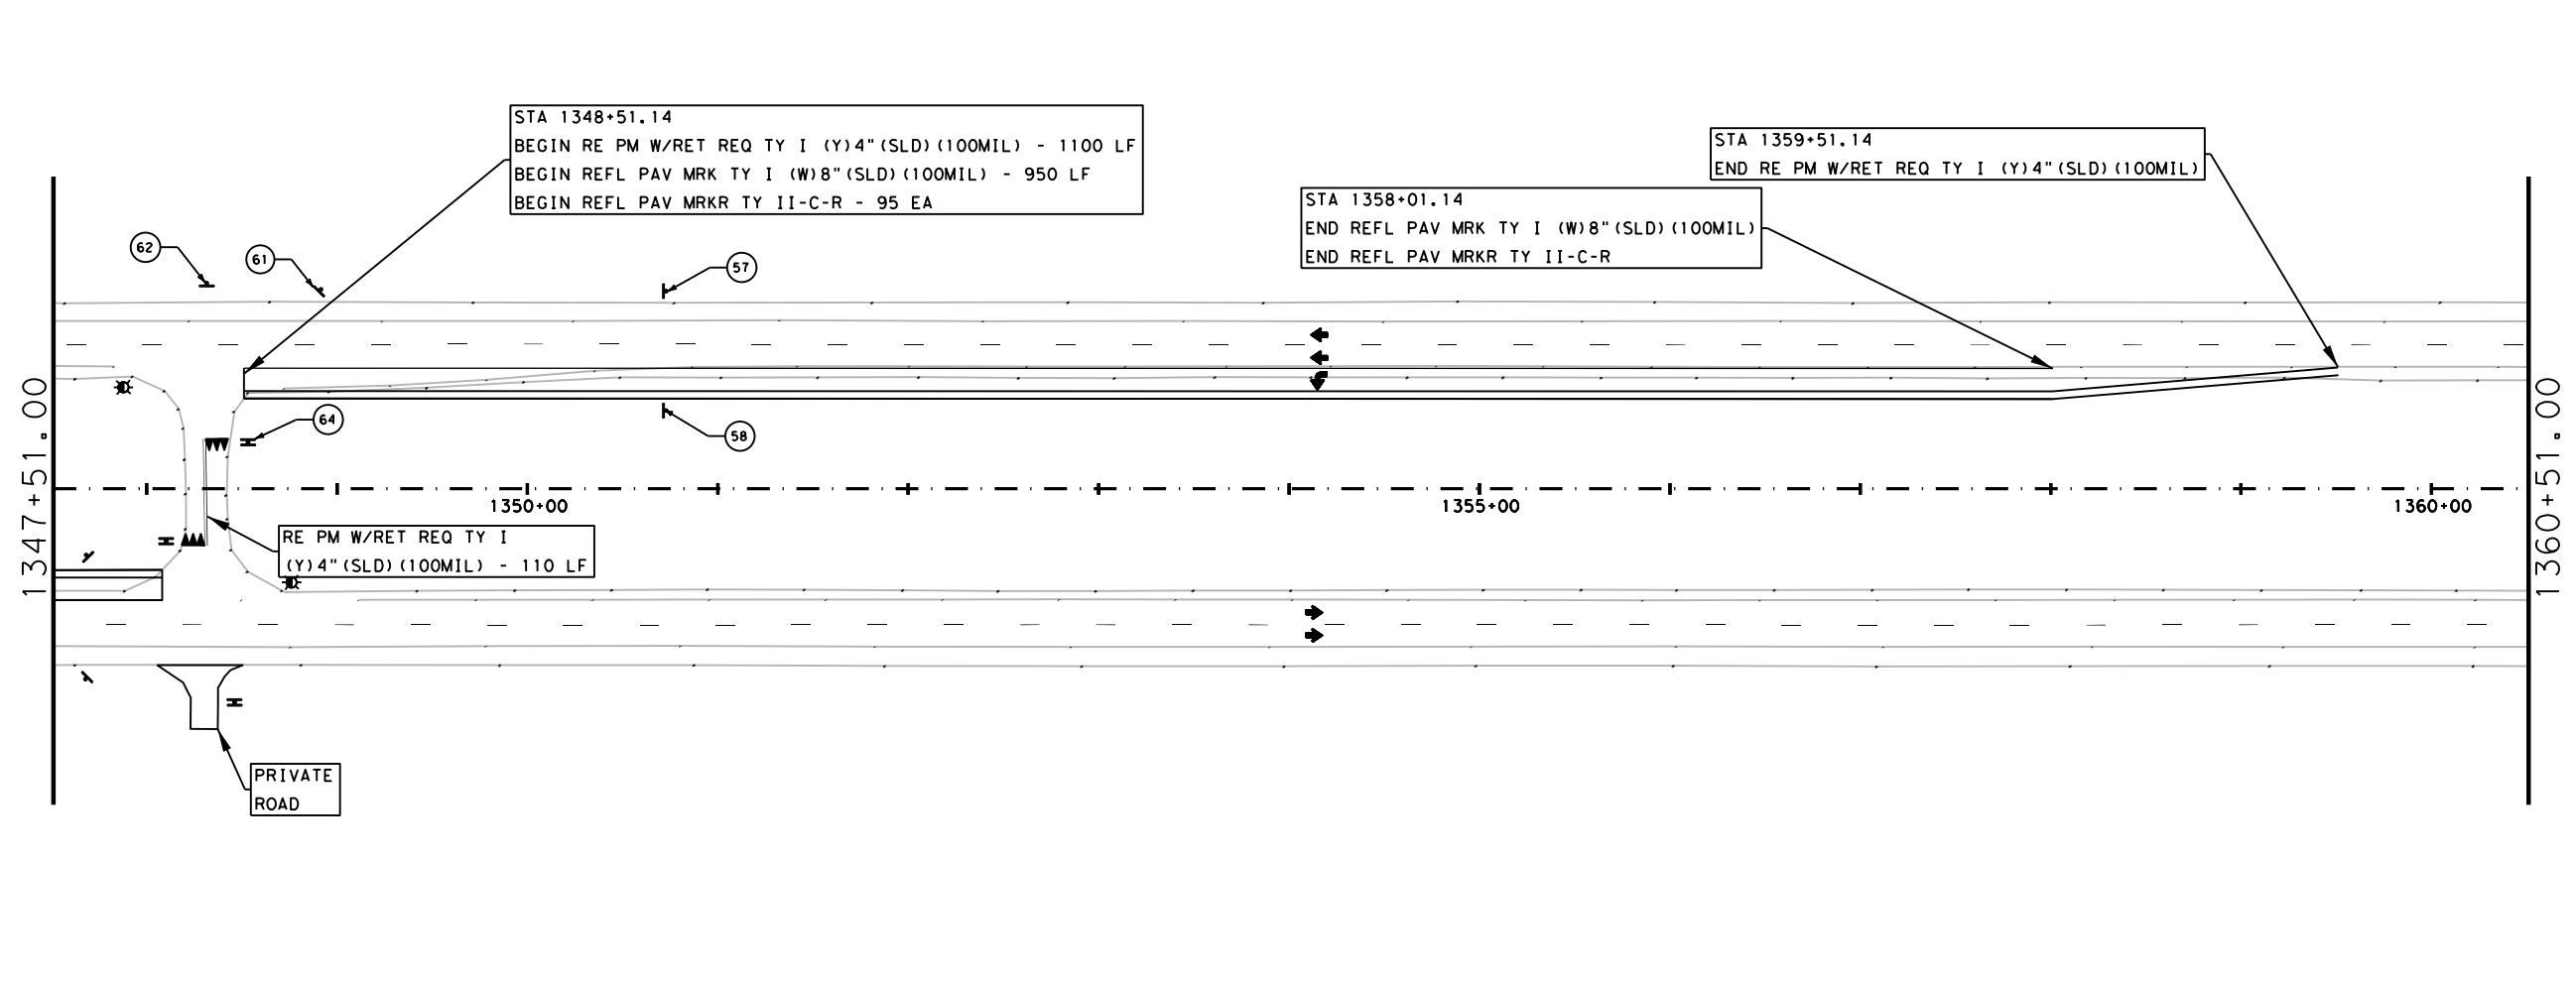 STA 1348+51.14
BEGIN RE PM W/RET REQ TY I (Y)4"(SLD)(100MIL) - 1100 LF
BEGIN REFL PAV MRK TY I (W)8"(SLD)(100MIL) - 950 LF
BEGIN REFL PAV MRKR TY II-C-R - 95 EA
STA 1359+51.14
END RE PM W/RET REQ TY I (Y)4"(SLD)(100MIL)
STA 1358+01.14
END REFL PAV MRK TY I (W)8"(SLD)(100MIL)
END REFL PAV MRKR TY II-C-R
62
61
57
64
58
1347+51.00
1360+51.00
1350+00
1355+00
1360+00
RE PM W/RET REQ TY I
(Y)4"(SLD)(100MIL) - 110 LF
PRIVATE
ROAD